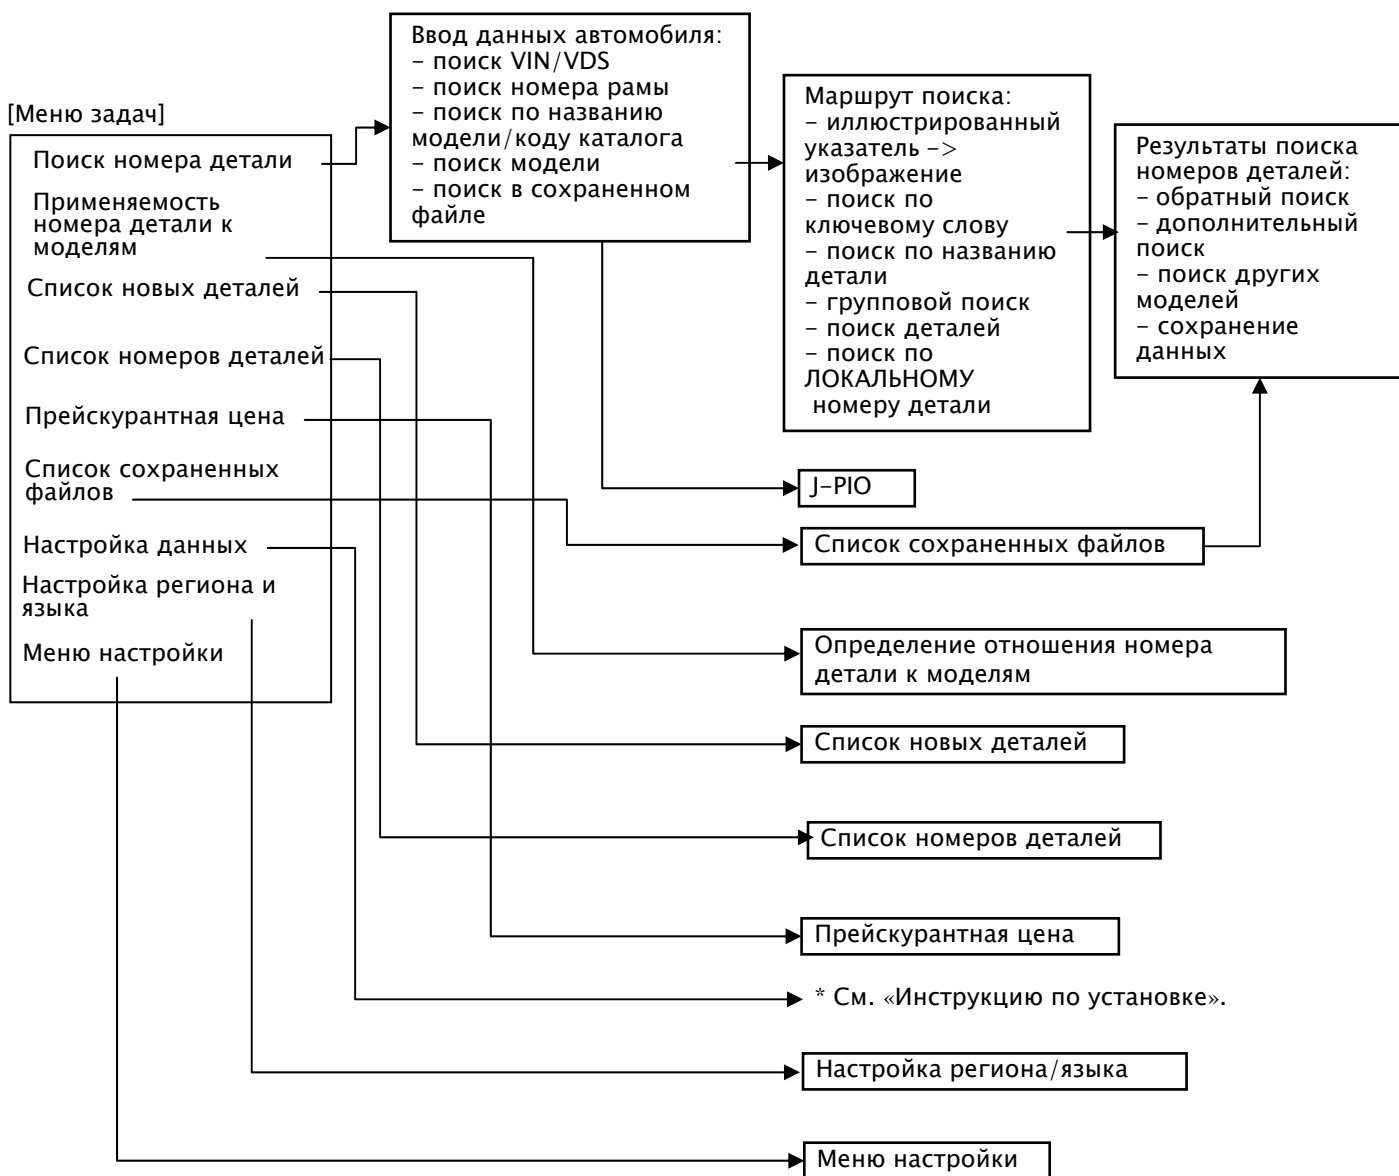 [Меню задач]
Поиск номера детали
Применяемость
номера детали к
моделям
Список новых деталей
Список номеров деталей
Прейскурантная цена
Список сохраненных
файлов
Настройка данных
Настройка региона и
языка
Меню настройки
Ввод данных автомобиля:
– поиск VIN/VDS
– поиск номера рамы
– поиск по названию
модели/коду каталога
– поиск модели
– поиск в сохраненном
файле
Маршрут поиска:
– иллюстрированный
указатель –>
изображение
– поиск по
ключевому слову
– поиск по названию
детали
– групповой поиск
– поиск деталей
– поиск по
ЛОКАЛЬНОМУ
номеру детали
Результаты поиска
номеров деталей:
– обратный поиск
– дополнительный
поиск
– поиск других
моделей
– сохранение
данных
J–PIO
Список сохраненных файлов
Определение отношения номера
детали к моделям
Список новых деталей
Список номеров деталей
Прейскурантная цена
* См. «Инструкцию по установке».
Настройка региона/языка
Меню настройки